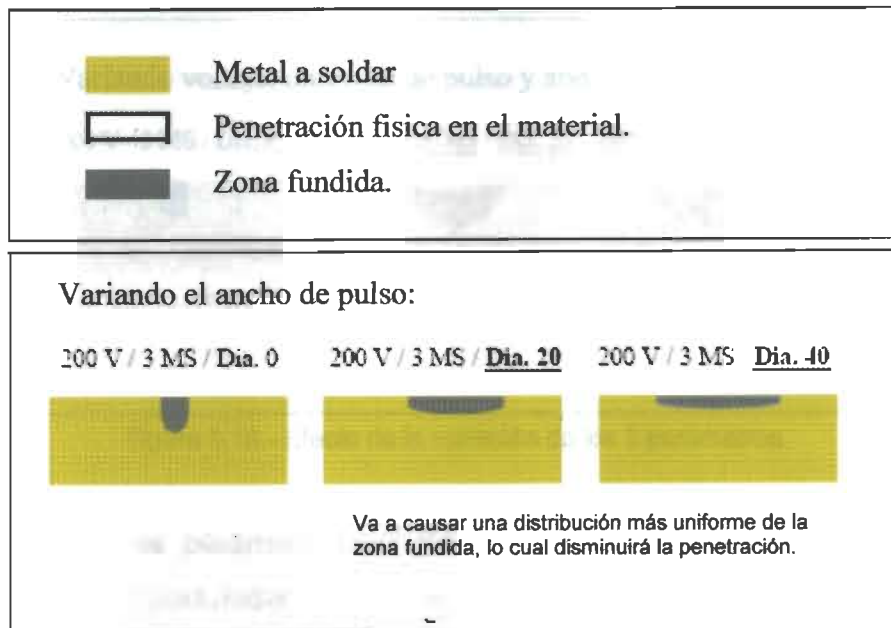 Metal a soldar
Penetración fisica en el material.
Zona fundida.
Variando el ancho de pulso:
200 V / 3 MS / Dia. 0 200 V / 3 MS / Dia. 20 200 V / 3 MS Dia. 40
Va a causar una distribución más uniforme de la
zona fundida, lo cual disminuirá la penetración.